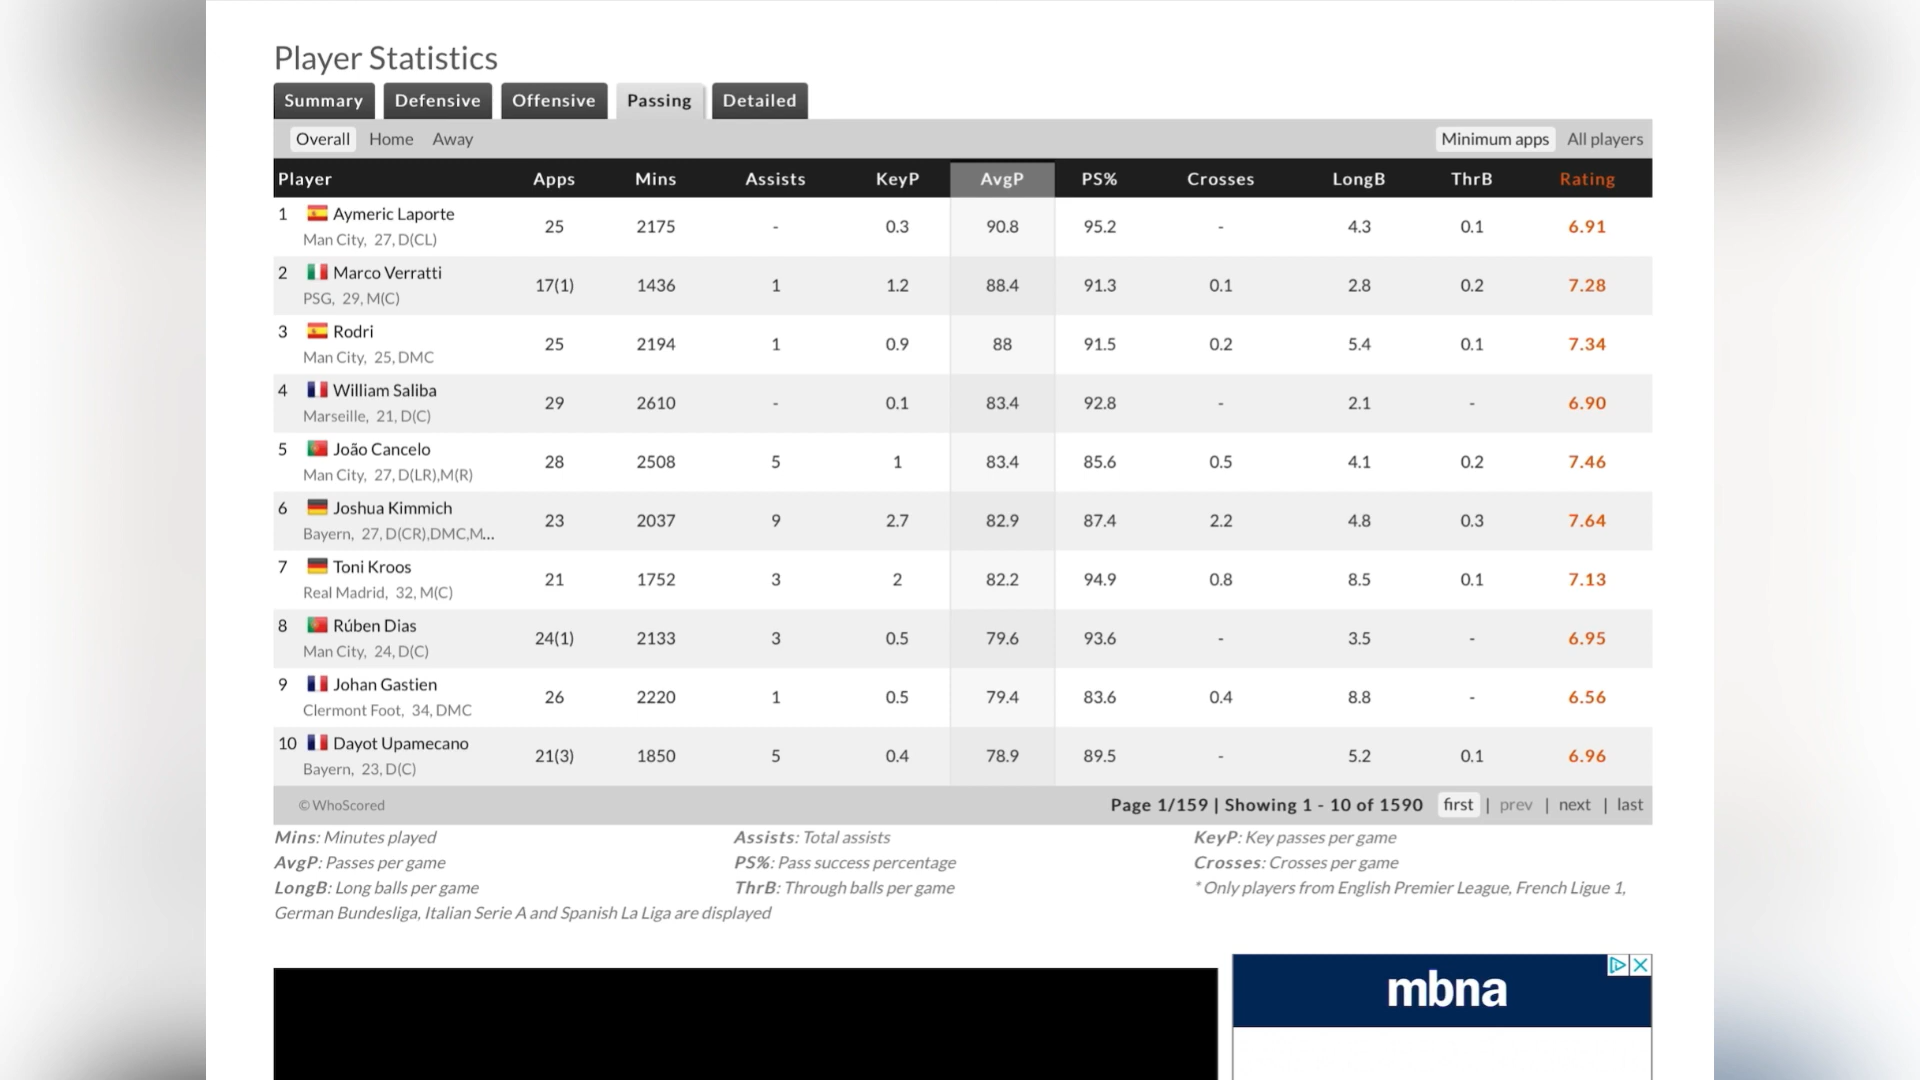 Player Statistics
Summary Defensive Offensive Passing Detailed
Overall Home Away Minimum apps All players
Player Apps Mins Assists KeyP AvgP PS% Crosses LongB ThrB Rating
1 Aymeric Laporte
Man City, 27, D(CL) 25 2175 - 0.3 90.8 95.2 - 4.3 0.1 6.91
2 Marco Verratti
PSG, 29, M(C) 17(1) 1436 1 1.2 88.4 91.3 0.1 2.8 0.2 7.28
3 Rodri
Man City, 25, DMC 25 2194 1 0.9 88 91.5 0.2 5.4 0.1 7.34
4 William Saliba
Marseille, 21, D(C) 29 2610 - 0.1 83.4 92.8 - 2.1 - 6.90
5 João Cancelo
Man City, 27, D(LR),M(R) 28 2508 5 1 83.4 85.6 0.5 4.1 0.2 7.46
6 Joshua Kimmich
Bayern, 27, D(CR),DMC,M... 23 2037 9 2.7 82.9 87.4 2.2 4.8 0.3 7.64
7 Toni Kroos
Real Madrid, 32, M(C) 21 1752 3 2 82.2 94.9 0.8 8.5 0.1 7.13
8 Rúben Dias
Man City, 24, D(C) 24(1) 2133 3 0.5 79.6 93.6 - 3.5 - 6.95
9 Johan Gastien
Clermont Foot, 34, DMC 26 2220 1 0.5 79.4 83.6 0.4 8.8 - 6.56
10 Dayot Upamecano
Bayern, 23, D(C) 21(3) 1850 5 0.4 78.9 89.5 - 5.2 0.1 6.96
© WhoScored Page 1/159 | Showing 1 - 10 of 1590 first | prev | next | last
Mins: Minutes played Assists: Total assists KeyP: Key passes per game
AvgP: Passes per game PS%: Pass success percentage Crosses: Crosses per game
LongB: Long balls per game ThrB: Through balls per game * Only players from English Premier League, French Ligue 1,
German Bundesliga, Italian Serie A and Spanish La Liga are displayed
mbna